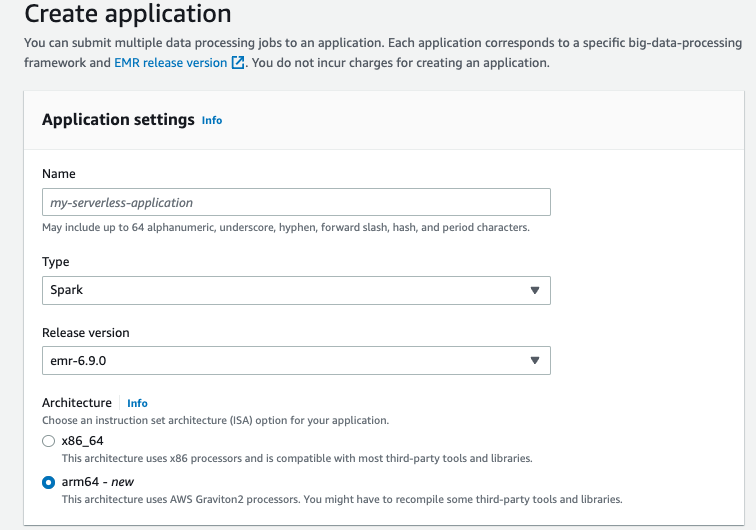 Create application
You can submit multiple data processing jobs to an application. Each application corresponds to a specific big-data-processing
framework and EMR release version. You do not incur charges for creating an application.
Application settings Info
Name
my-serverless-application
May include up to 64 alphanumeric, underscore, hyphen, forward slash, hash, and period characters.
Type
Spark
Release version
emr-6.9.0
Architecture Info
Choose an instruction set architecture (ISA) option for your application.
x86_64
This architecture uses x86 processors and is compatible with most third-party tools and libraries.
arm64 - new
This architecture uses AWS Graviton2 processors. You might have to recompile some third-party tools and libraries.